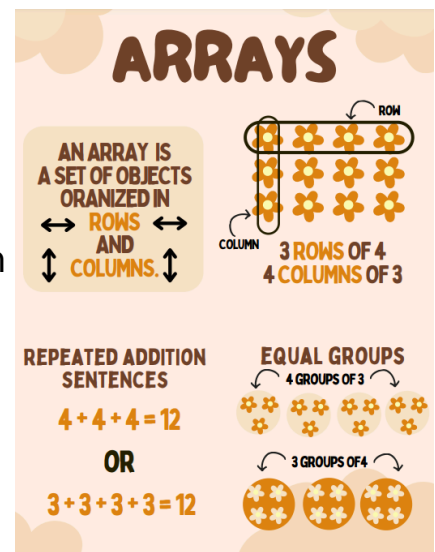 ARRAYS
AN ARRAY IS
A SET OF OBJECTS
ORANIZED IN
ROWS
AND
COLUMNS.
ROW
COLUMN
3 ROWS OF 4
4 COLUMNS OF 3
REPEATED ADDITION
SENTENCES
4 + 4 + 4 = 12
OR
3 + 3 + 3 + 3 = 12
EQUAL GROUPS
4 GROUPS OF 3
3 GROUPS OF4